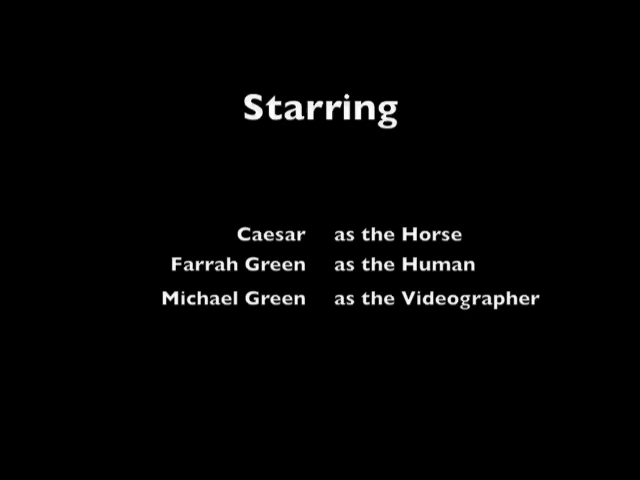 Starring
Caesar as the Horse
Farrah Green as the Human
Michael Green as the Videographer